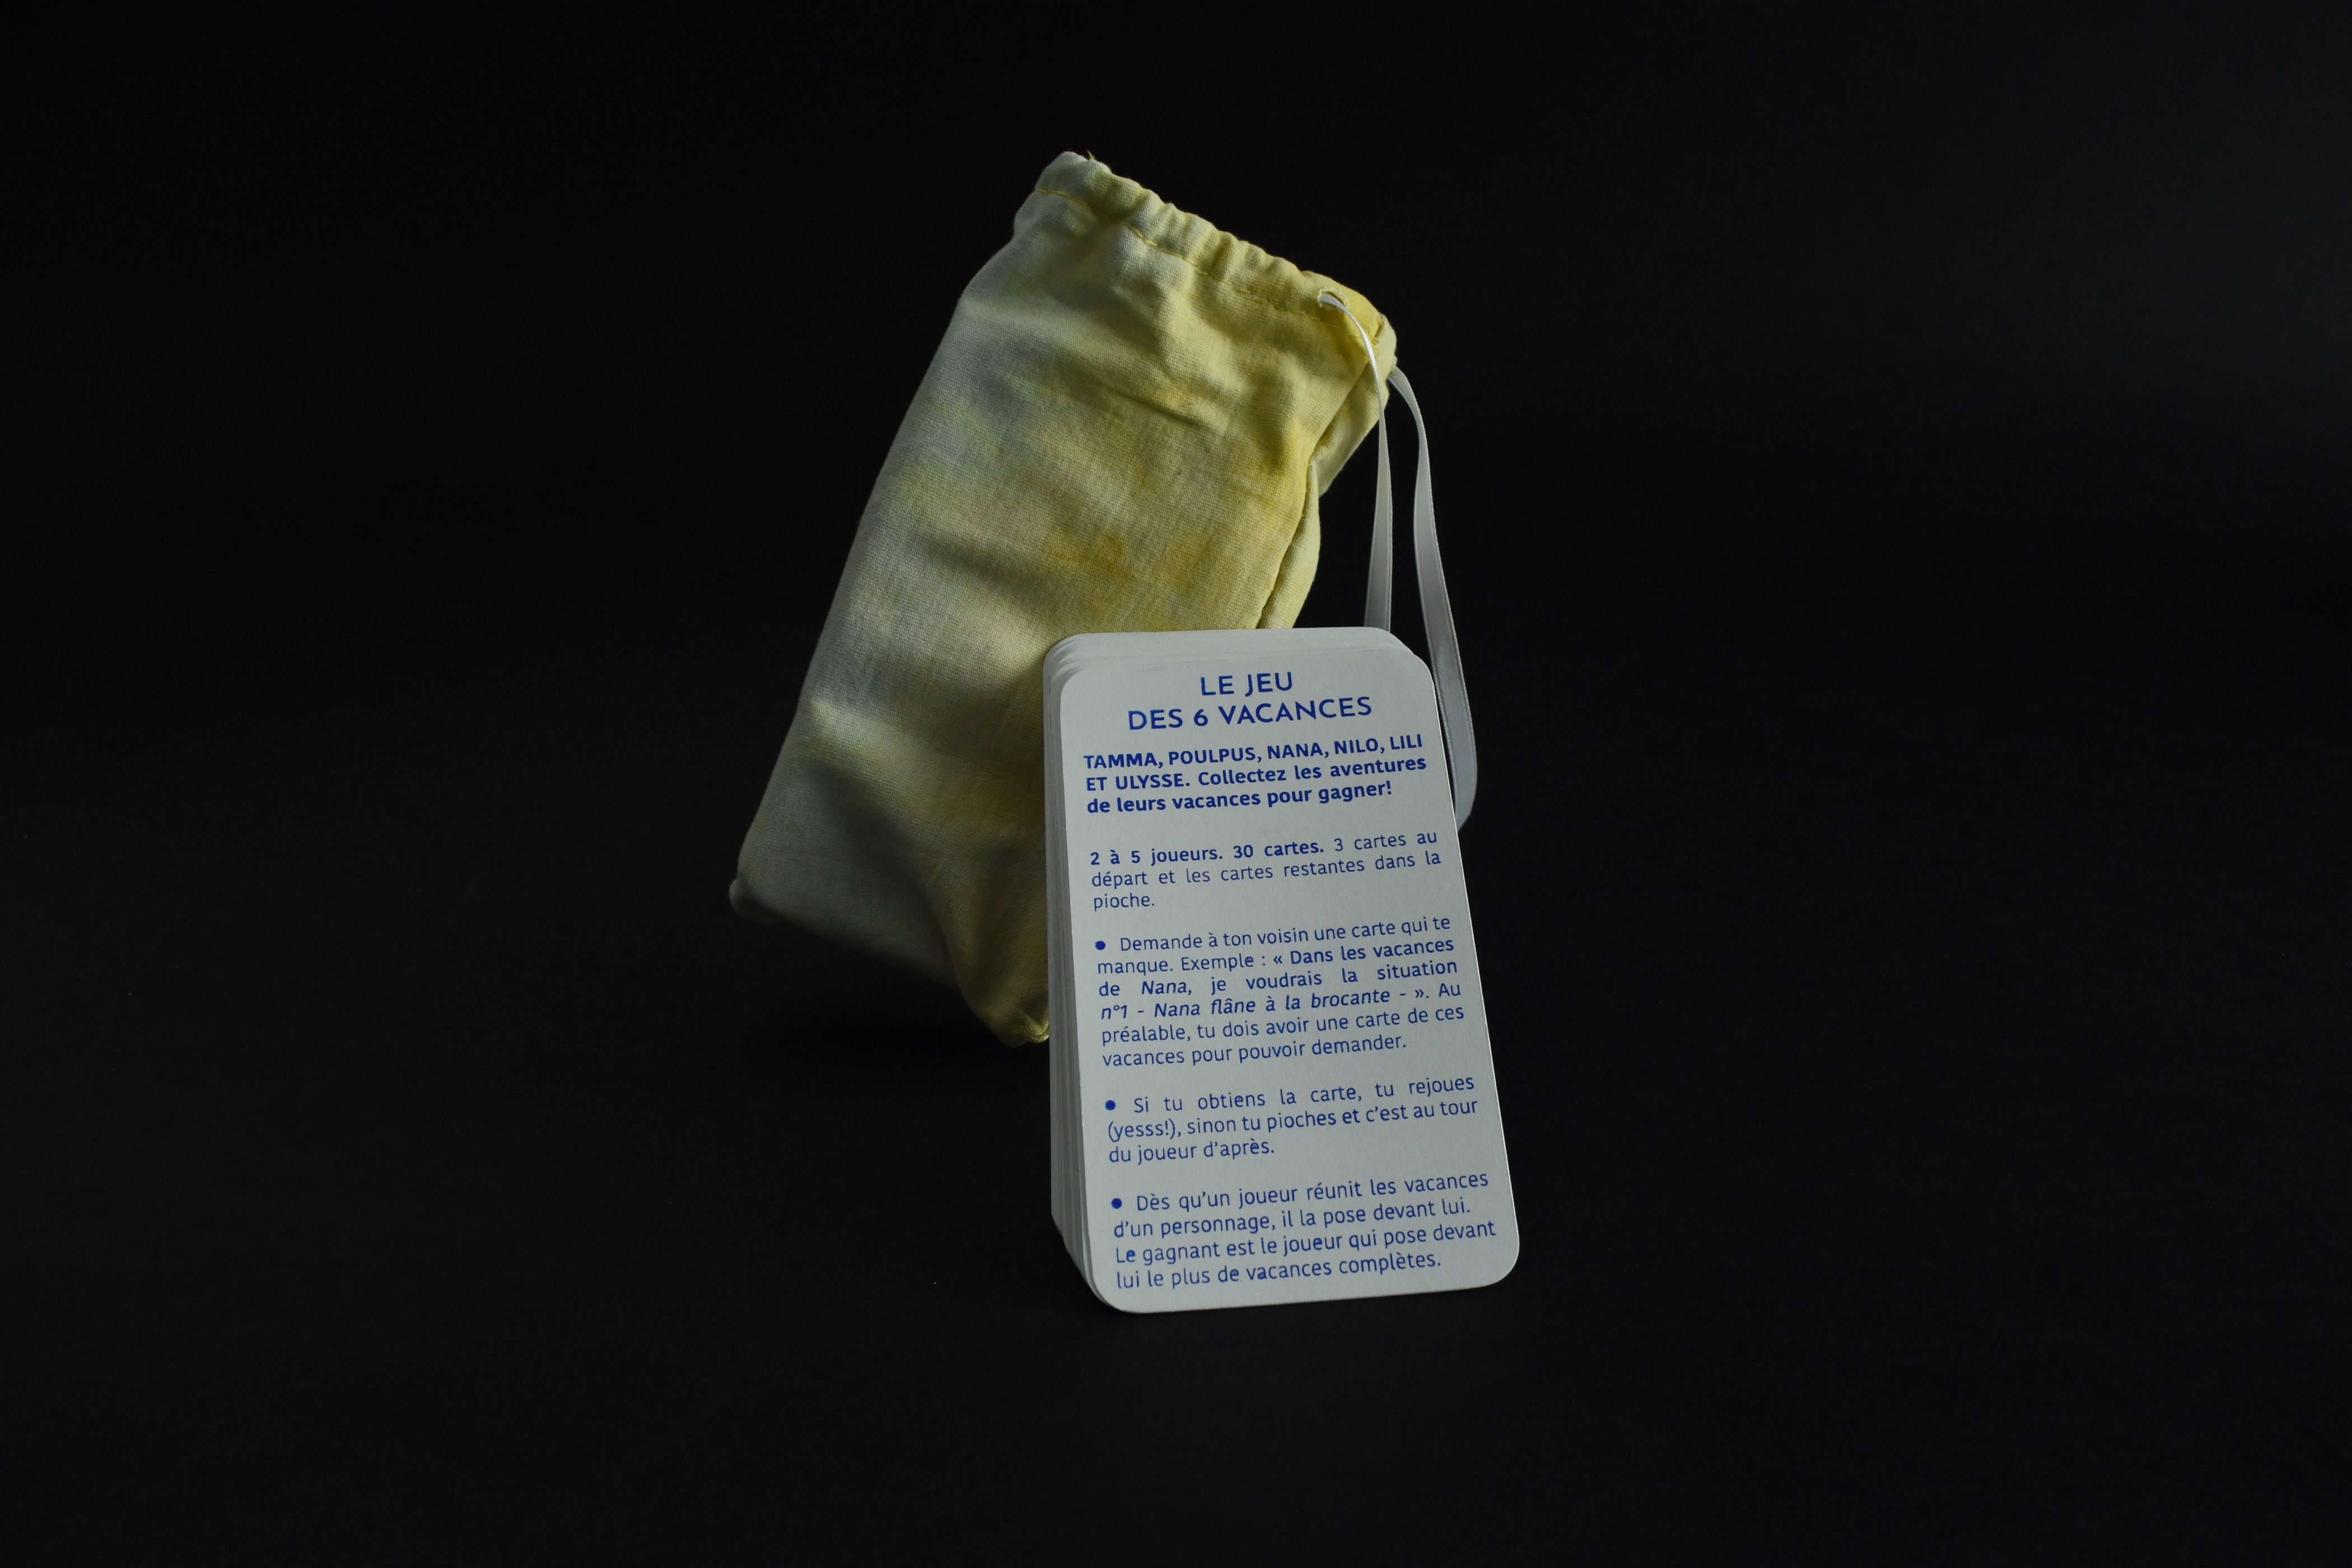 LE JEU
DES 6 VACANCES
TAMMA, POULPUS, NANA, NILO, LILI
ET ULYSSE. Collectez les aventures
de leurs vacances pour gagner!
2 à 5 joueurs. 30 cartes. 3 cartes au
départ et les cartes restantes dans la
pioche.
• Demande à ton voisin une carte qui te
manque. Exemple : « Dans les vacances
de Nana, je voudrais la situation
n°1 - Nana flâne à la brocante - ». Au
préalable, tu dois avoir une carte de ces
vacances pour pouvoir demander.
• Si tu obtiens la carte, tu rejoues
(yesss!), sinon tu pioches et c'est au tour
du joueur d'après.
• Dès qu'un joueur réunit les vacances
d'un personnage, il la pose devant lui.
Le gagnant est le joueur qui pose devant
lui le plus de vacances complètes.